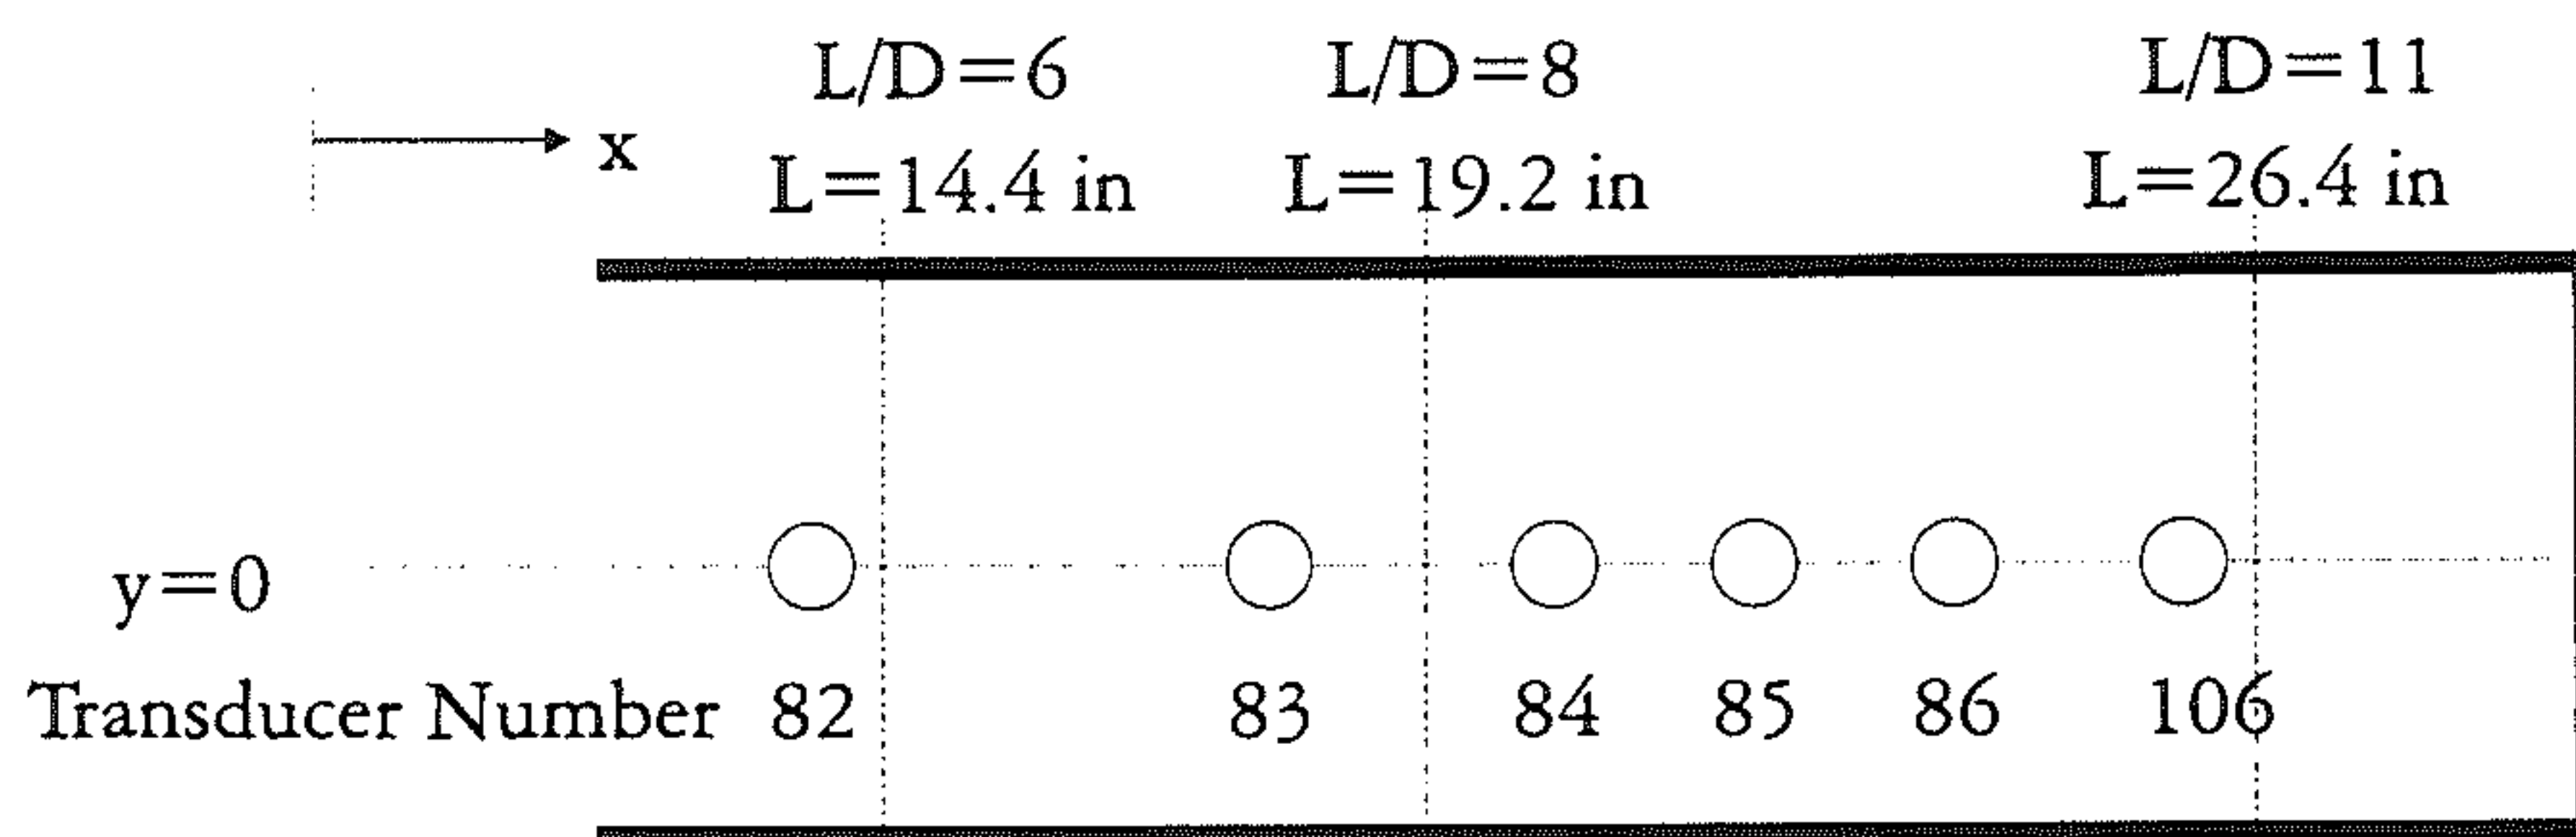 L/D=6 L/D=8 L/D=11
x
L=14.4 in L=19.2 in L=26.4 in
y=0
Transducer Number 82 83 84 85 86 106